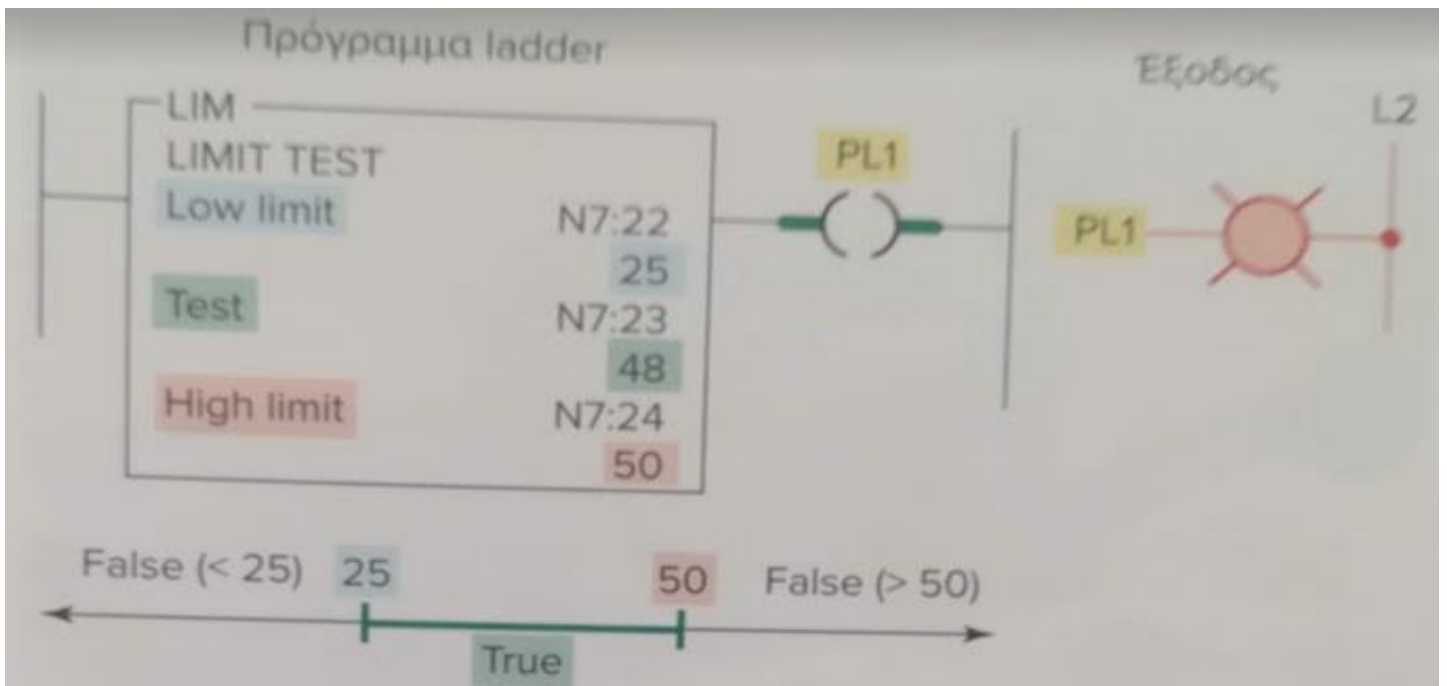 Πρόγραμμα ladder
Έξοδος
L2
LIM
LIMIT TEST
Low limit
N7:22
25
Test
N7:23
48
High limit
N7:24
50
PL1
PL1
False (< 25) 25 50 False (> 50)
True